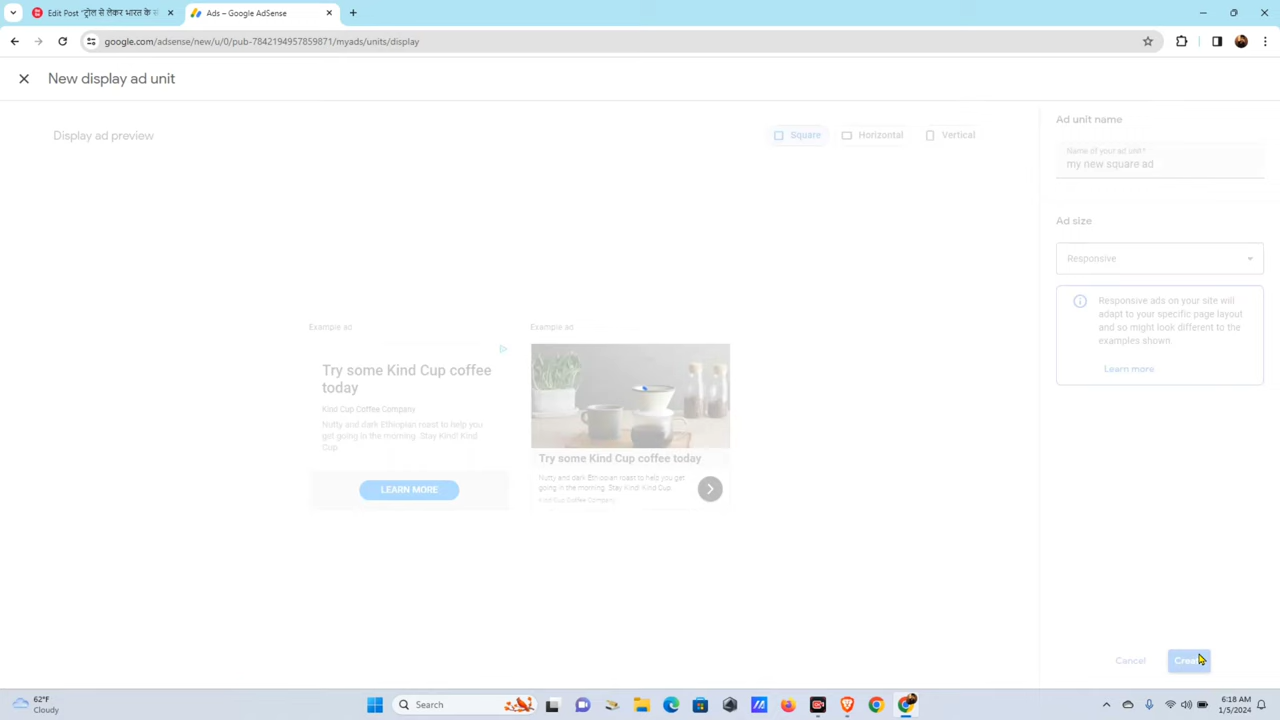 Edit Post "ट्रोल से लेकर भारत के स
Ads – Google AdSense
google.com/adsense/new/u/0/pub-7842194957859871/myads/units/display
New display ad unit
Display ad preview
Square
Horizontal
Vertical
Ad unit name
Name of your ad unit*
my new square ad
Ad size
Responsive
Responsive ads on your site will
adapt to your specific page layout
and so might look different to the
examples shown.
Learn more
Example ad
Try some Kind Cup coffee
today
Kind Cup Coffee Company
Nutty and dark Ethiopian roast to help you
get going in the morning. Stay Kind! Kind
Cup
LEARN MORE
Example ad
Try some Kind Cup coffee today
Nutty and dark Ethiopian roast to help you get
going in the morning. Stay Kind! Kind Cup.
Kind Cup Coffee Company
Cancel
62°F
Cloudy
Search
6:18 AM
1/5/2024